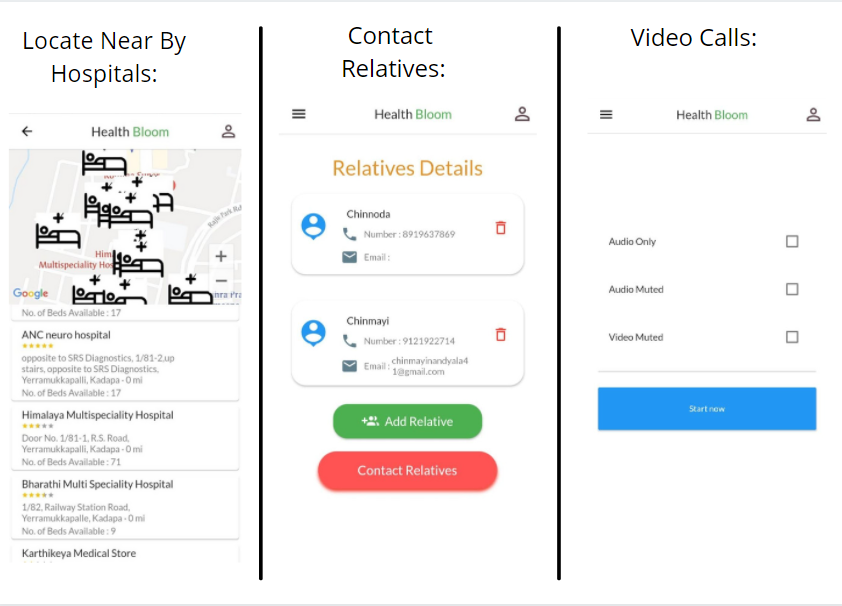 Locate Near By
Hospitals:
Health Bloom
Rajiv Park Rd
Multispeciality Hos
Google
No. of Beds Available : 17
ANC neuro hospital
opposite to SRS Diagnostics, 1/81-2,up
stairs, opposite to SRS Diagnostics,
Yerramukkapalli, Kadapa - 0 mi
No. of Beds Available : 17
Himalaya Multispeciality Hospital
Door No. 1/81-1, R.S. Road,
Yerramukkapalli, Kadapa - 0 mi
No. of Beds Available : 71
Bharathi Multi Speciality Hospital
1/82, Railway Station Road,
Yerramukkapalle, Kadapa - 0 mi
No. of Beds Available : 9
Karthikeya Medical Store
Contact
Relatives:
Health Bloom
Relatives Details
Chinnoda
Number : 8919637869
Email :
Chinmayi
Number : 9121922714
Email : chinmayinandyala4
1@gmail.com
Add Relative
Contact Relatives
Video Calls:
Health Bloom
Audio Only
Audio Muted
Video Muted
Start now